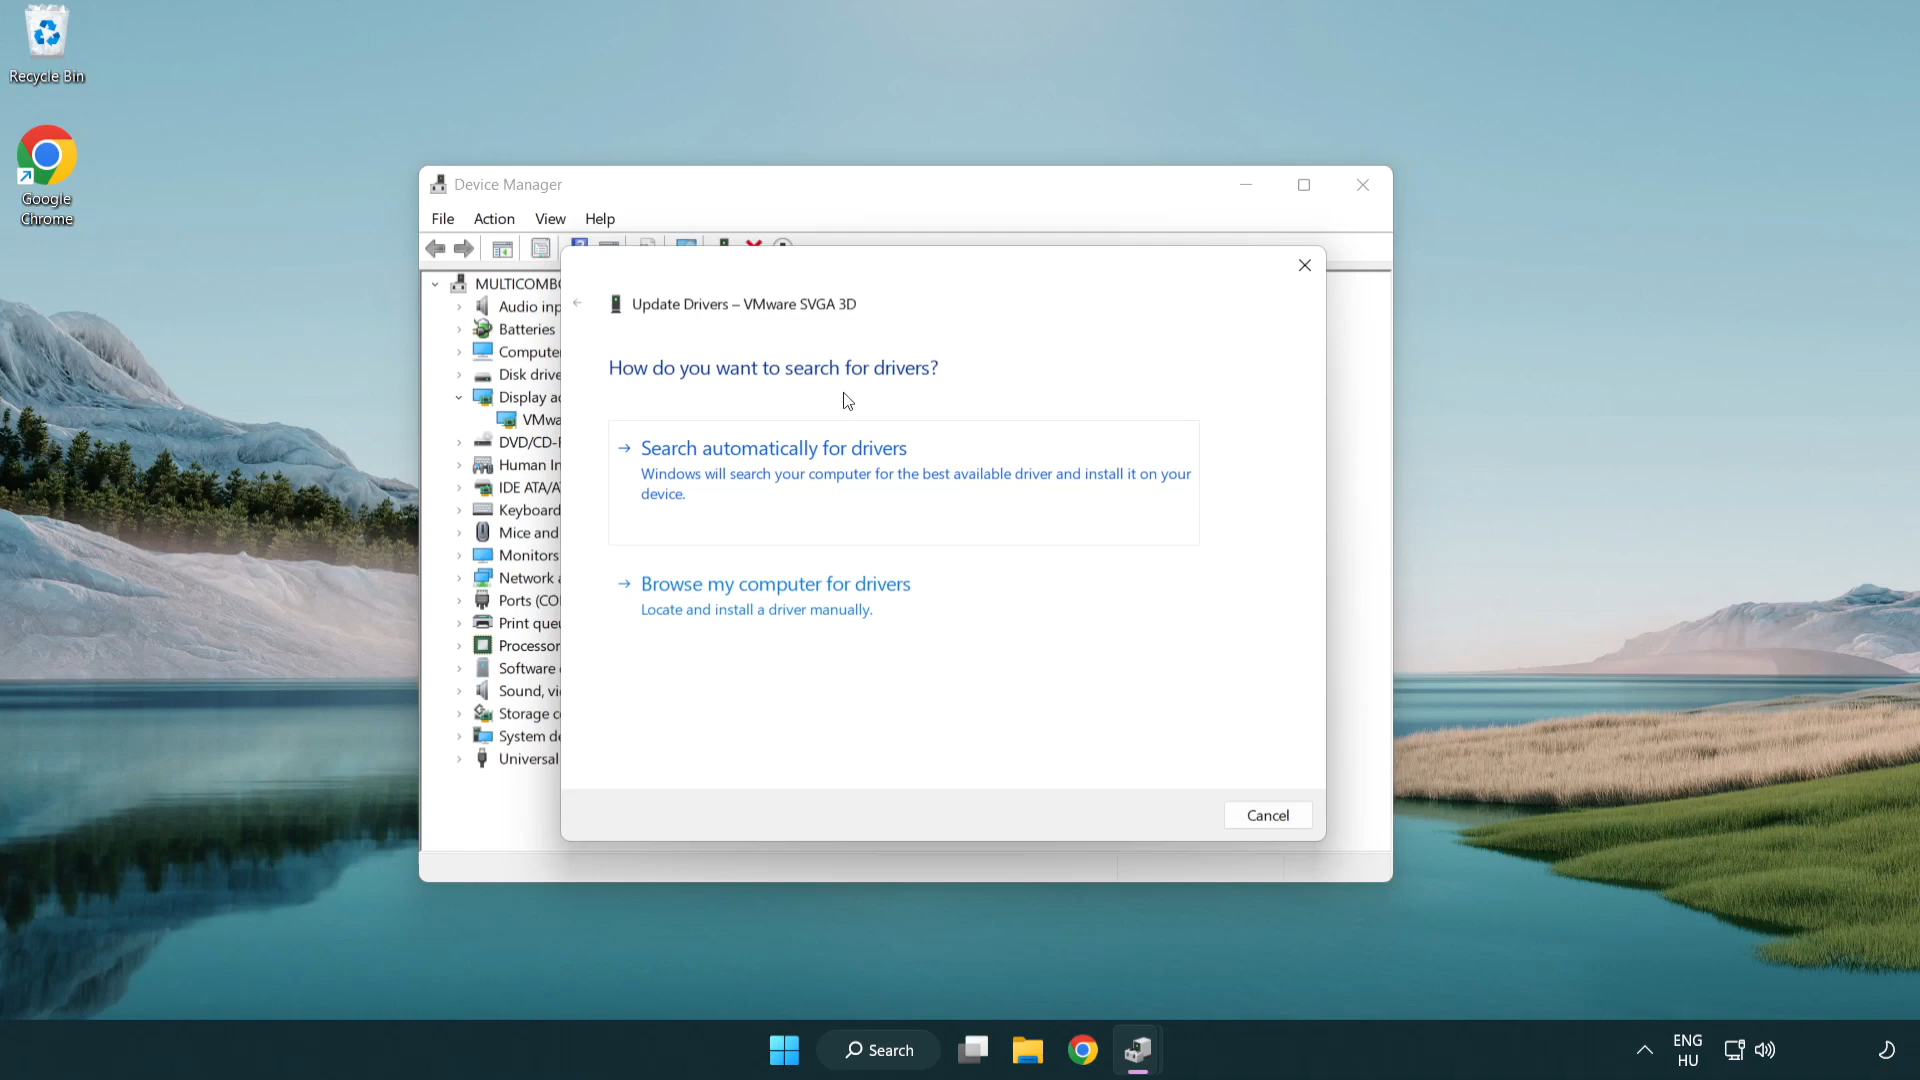 Recycle Bin
Google
Chrome
Device Manager
File Action View Help
Update Drivers – VMware SVGA 3D
How do you want to search for drivers?
Search automatically for drivers
Windows will search your computer for the best available driver and install it on your
device.
Browse my computer for drivers
Locate and install a driver manually.
Cancel
MULTICOMB
Audio inp
Batteries
Compute
Disk drive
Display a
VMwa
DVD/CD-
Human In
IDE ATA/A
Keyboard
Mice and
Monitors
Network
Ports (CO
Print que
Processor
Software
Sound, vi
Storage c
System de
Universal
Search
ENG
HU